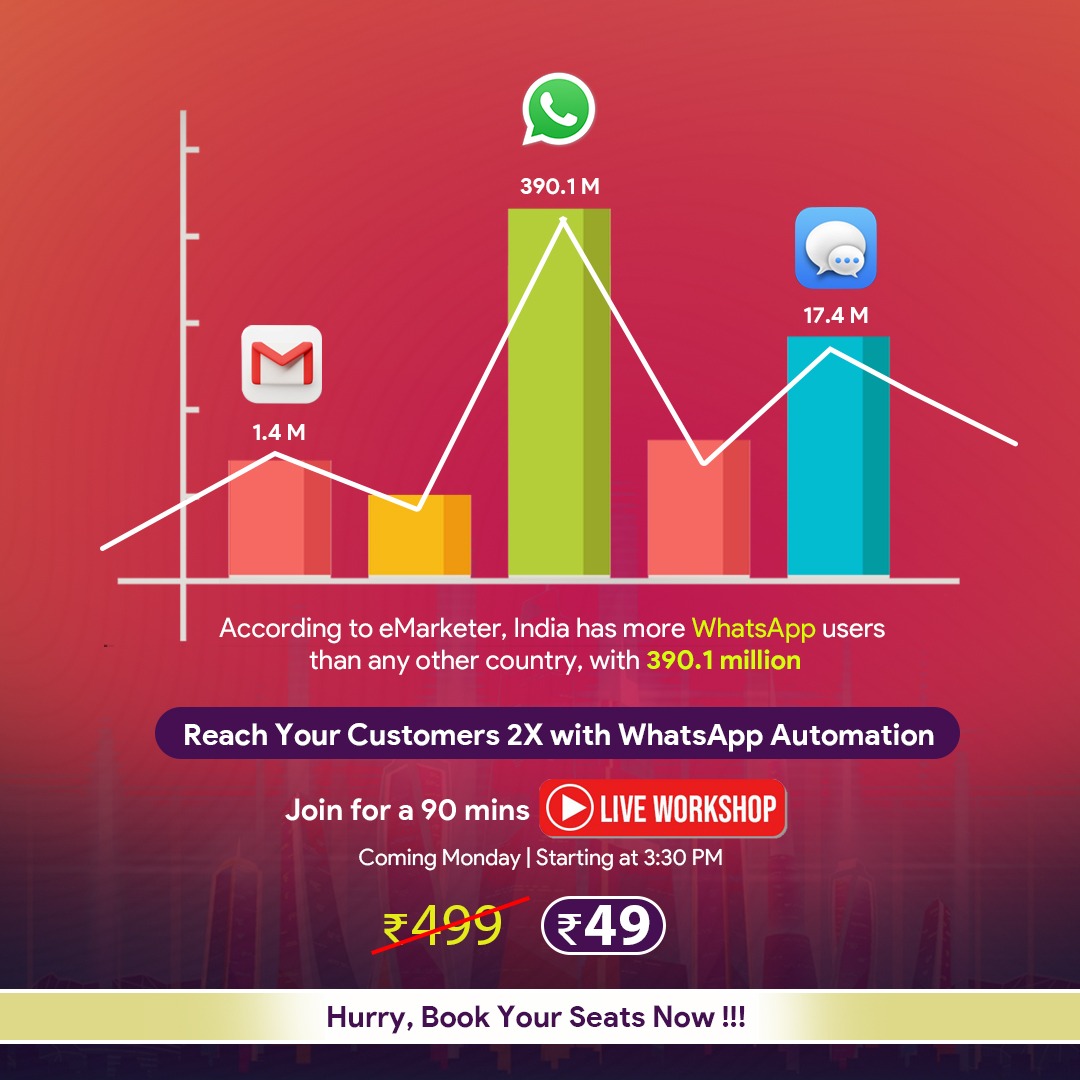 390.1 M
17.4 M
1.4 M
According to eMarketer, India has more WhatsApp users
than any other country, with 390.1 million
Reach Your Customers 2X with WhatsApp Automation
Join for a 90 mins LIVE WORKSHOP
Coming Monday | Starting at 3:30 PM
₹499 ₹49
Hurry, Book Your Seats Now !!!